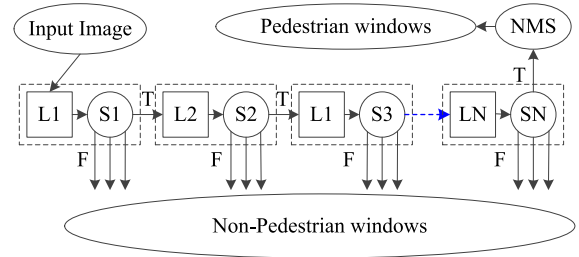 Input Image
Pedestrian windows
NMS
T
L1 S1 T L2 S2 T L1 S3 LN SN
F F F F
Non-Pedestrian windows